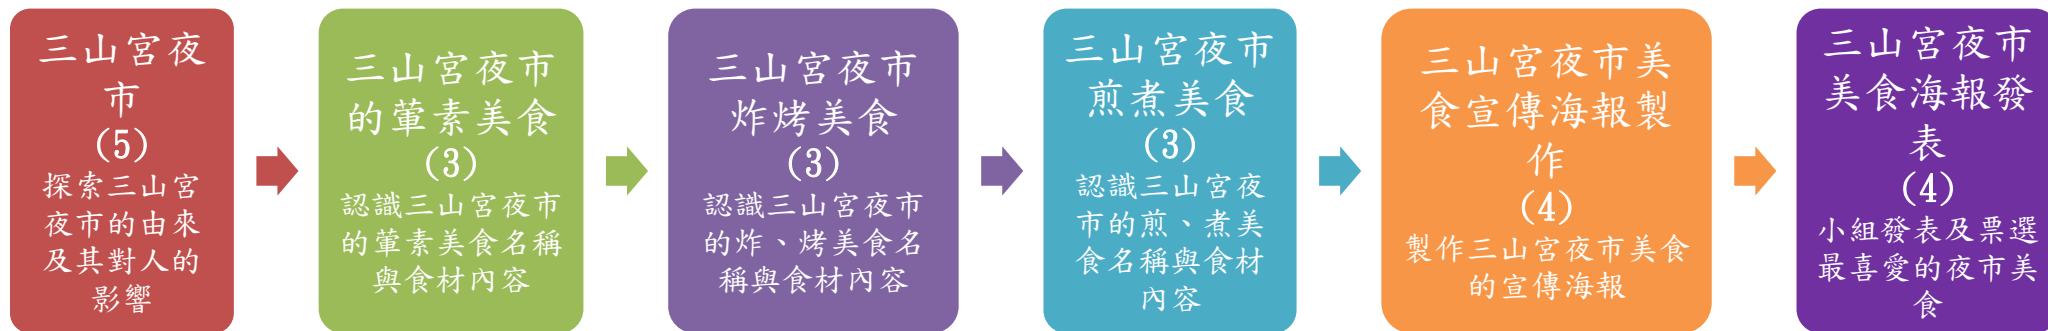 三山宮夜
市
(5)
探索三山宮
夜市的由來
及其對人的
影響
三山宮夜市
的葷素美食
(3)
認識三山宮夜市
的葷素美食名稱
與食材內容
三山宮夜市
炸烤美食
(3)
認識三山宮夜市
的炸、烤美食名
稱與食材內容
三山宮夜市
煎煮美食
(3)
認識三山宮夜
市的煎、煮美
食名稱與食材
內容
三山宮夜市美
食宣傳海報製
作
(4)
製作三山宮夜市美食
的宣傳海報
三山宮夜市
美食海報發
表
(4)
小組發表及票選
最喜愛的夜市美
食